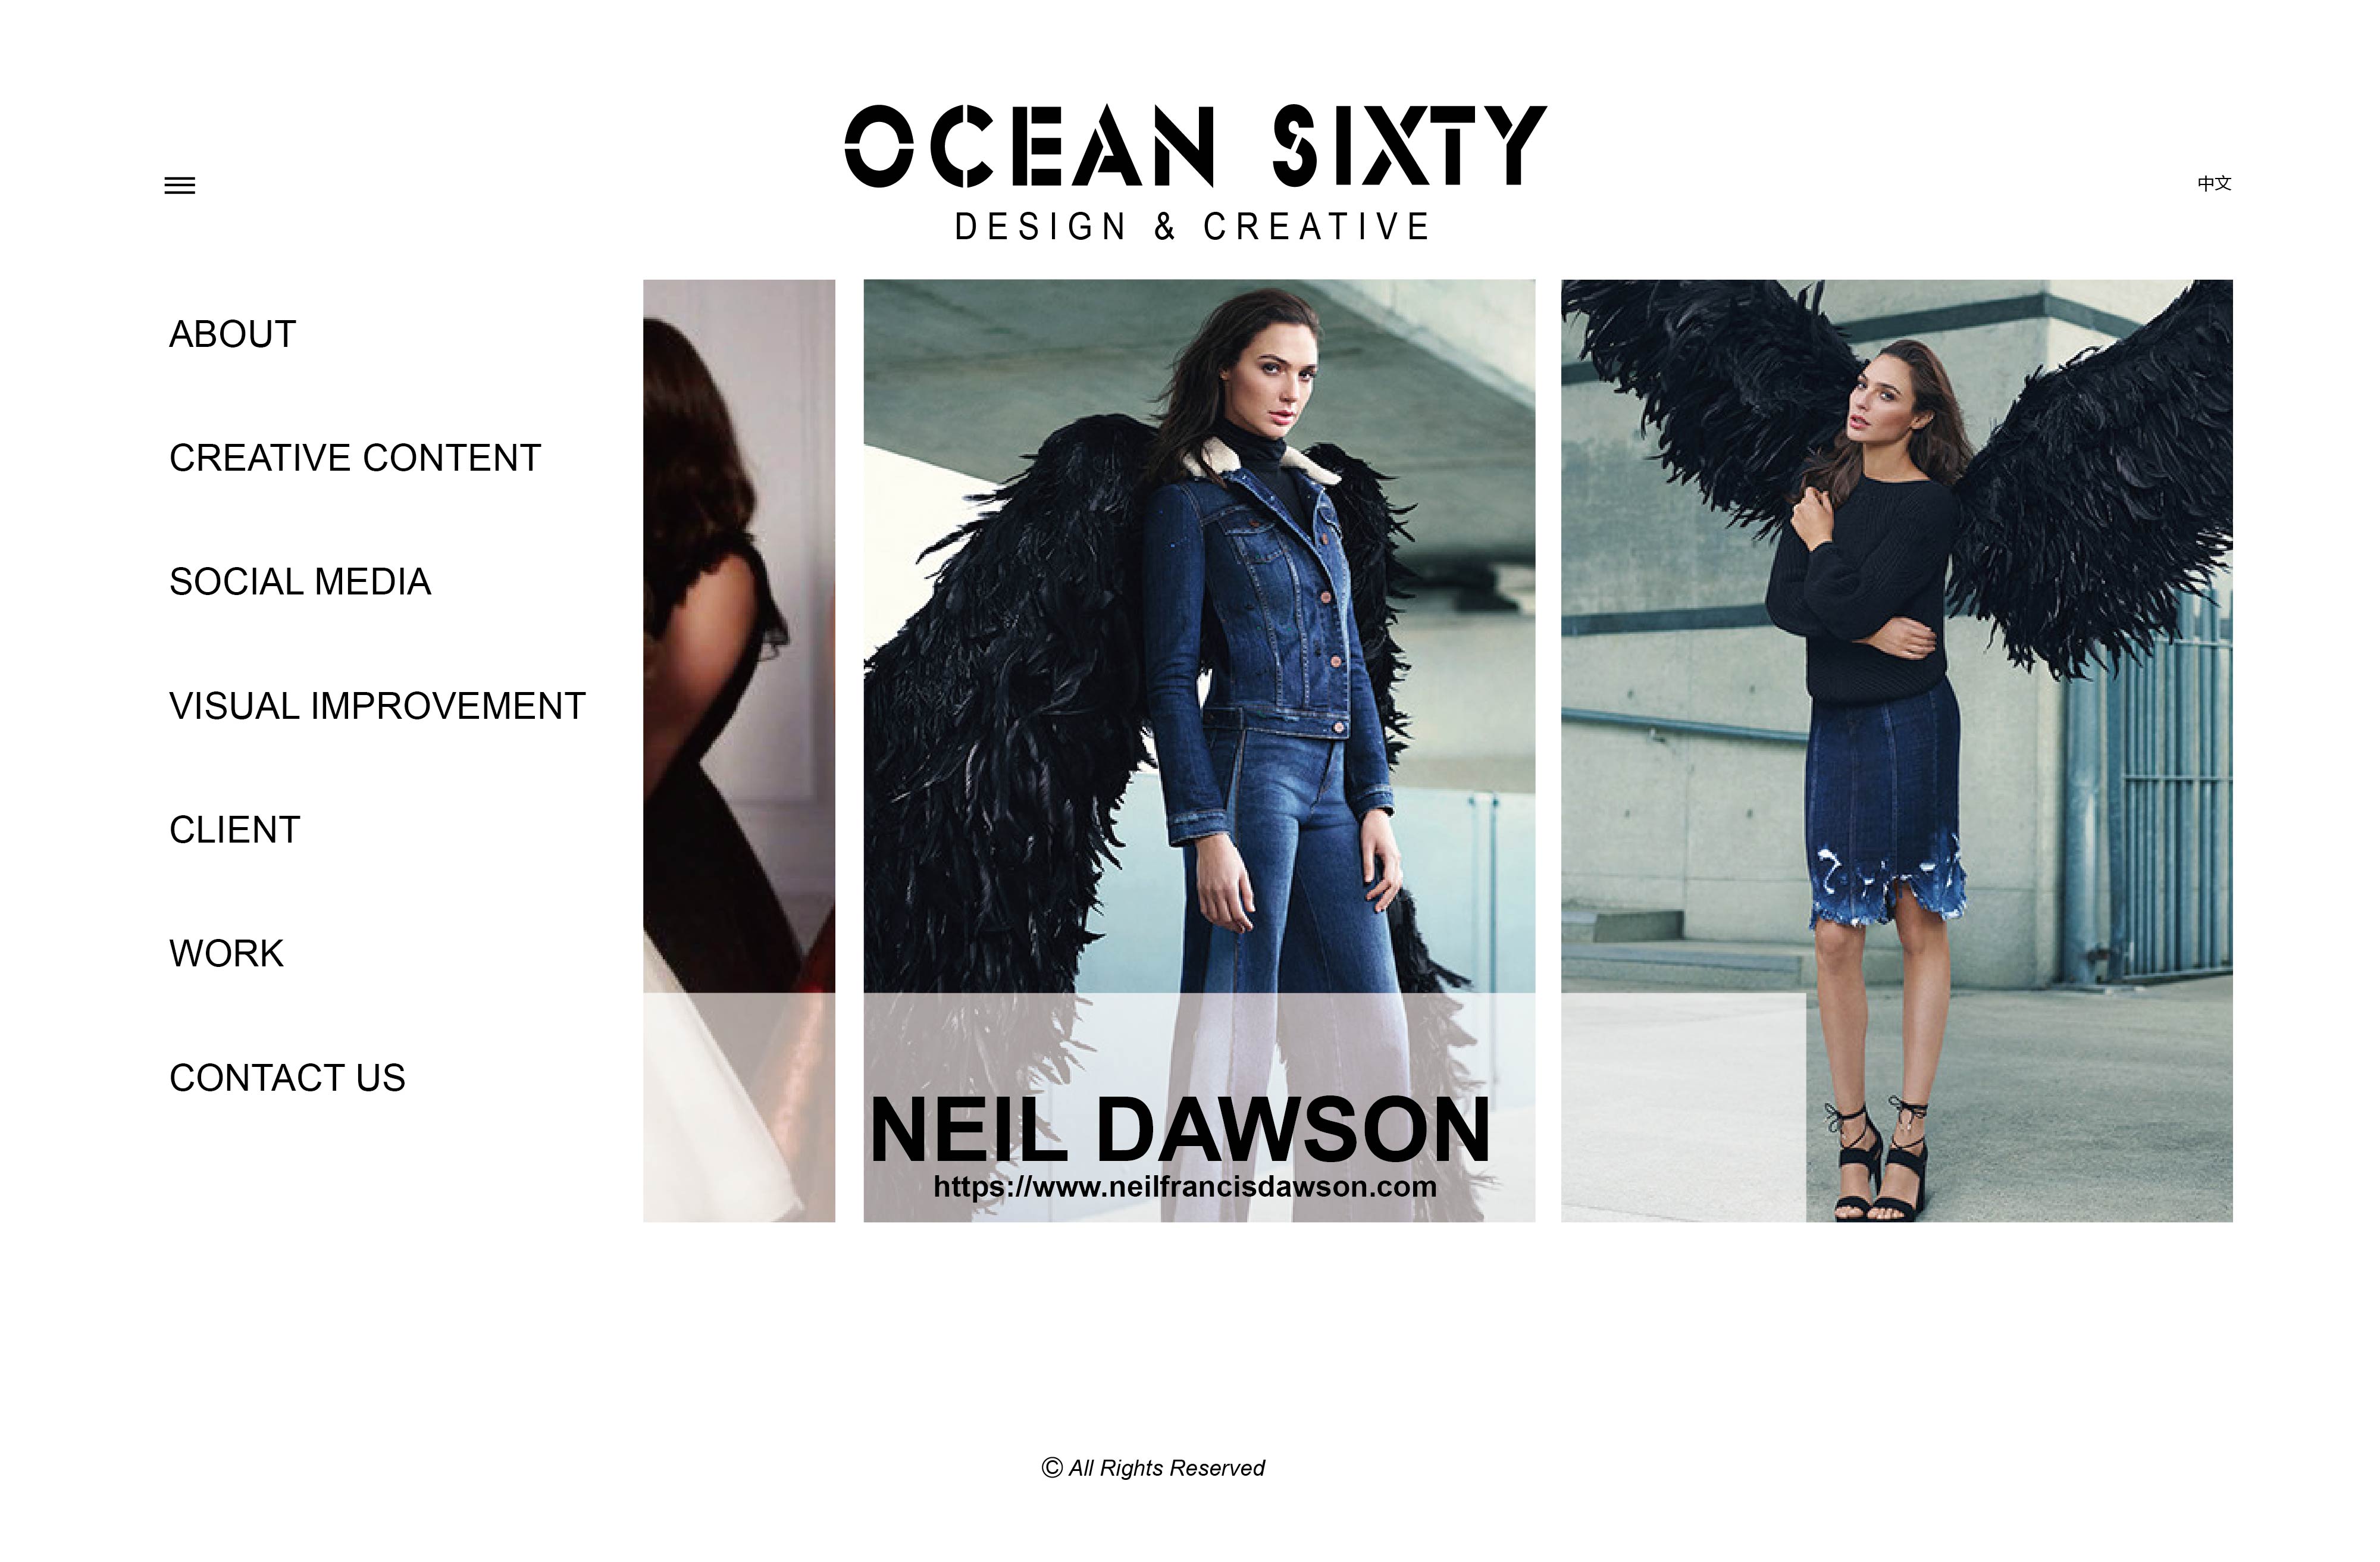 OCEAN SIXTY
DESIGN & CREATIVE
中文
ABOUT
CREATIVE CONTENT
SOCIAL MEDIA
VISUAL IMPROVEMENT
CLIENT
WORK
CONTACT US
NEIL DAWSON
https://www.neilfrancisdawson.com
© All Rights Reserved